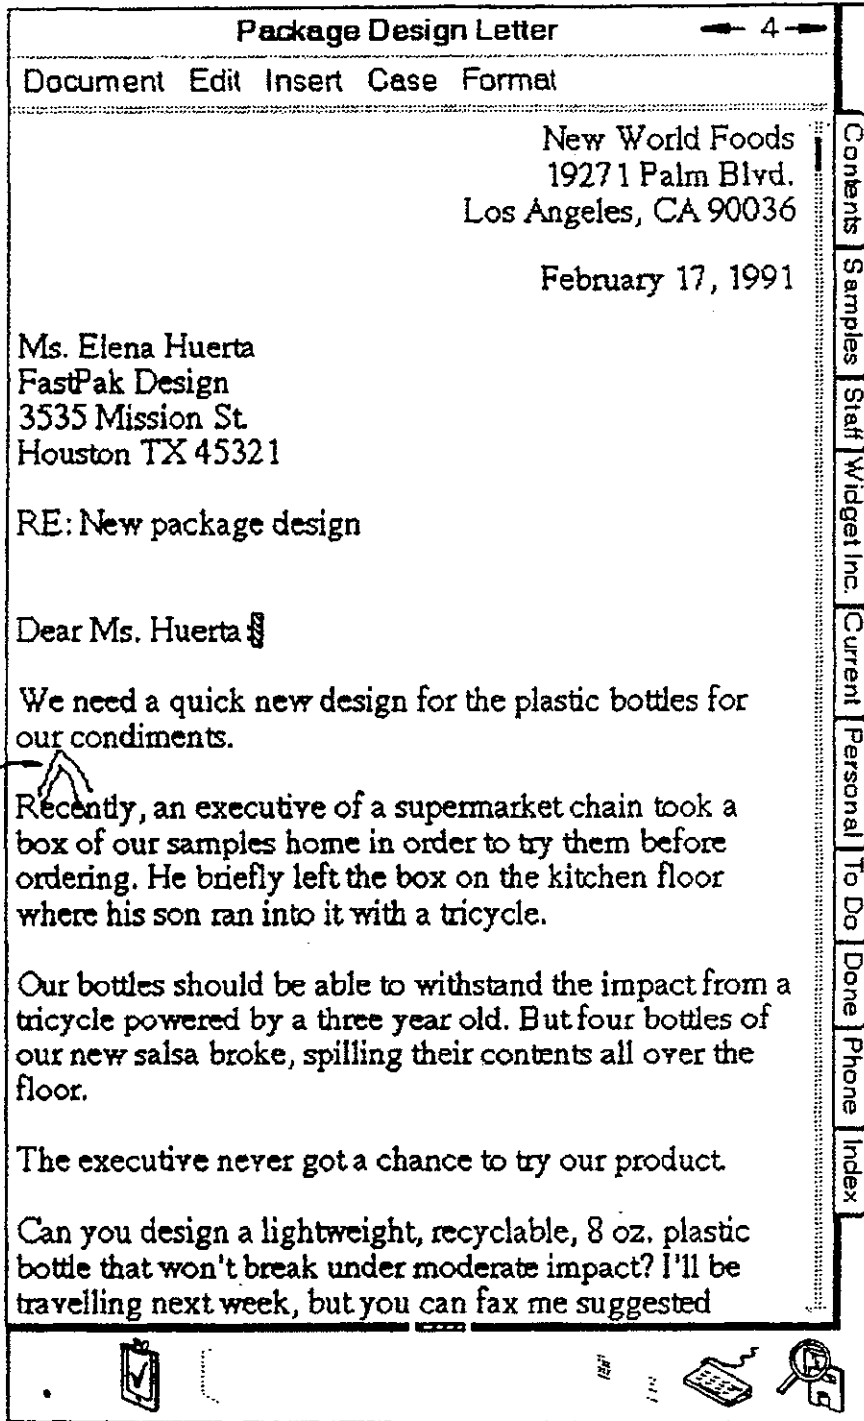 Package Design Letter
4
Document Edit Insert Case Format
New World Foods
19271 Palm Blvd.
Los Angeles, CA 90036
February 17, 1991
Ms. Elena Huerta
FastPak Design
3535 Mission St.
Houston TX 45321
RE: New package design
Dear Ms. Huerta
We need a quick new design for the plastic bottles for
our condiments.
Recently, an executive of a supermarket chain took a
box of our samples home in order to try them before
ordering. He briefly left the box on the kitchen floor
where his son ran into it with a tricycle.
Our bottles should be able to withstand the impact from a
tricycle powered by a three year old. But four bottles of
our new salsa broke, spilling their contents all over the
floor.
The executive never got a chance to try our product.
Can you design a lightweight, recyclable, 8 oz. plastic
bottle that won't break under moderate impact? I'll be
travelling next week, but you can fax me suggested
Contents
Samples
Staff
Widget Inc.
Current
Personal
To Do
Done
Phone
Index